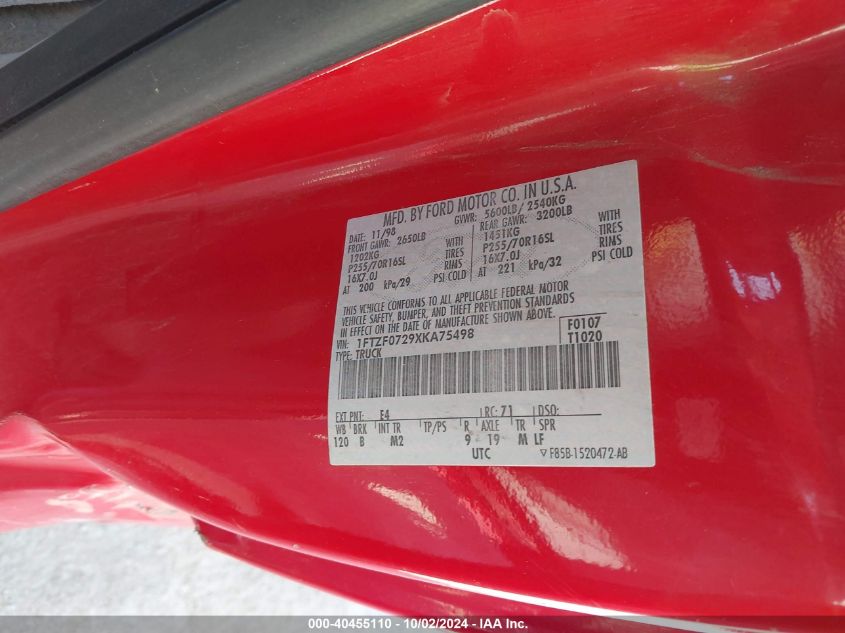 MFD. BY FORD MOTOR CO. IN U.S.A.
DATE: 11/98 GVWR: 5600LB/ 2540KG
FRONT GAWR: 2650LB REAR GAWR: 3200LB
1202KG WITH 1451KG WITH
P255/70R16SL TIRES P255/70R16SL TIRES
16X7.0J RIMS 16X7.0J RIMS
AT 200 kPa/29 PSI COLD AT 221 kPa/32 PSI COLD
THIS VEHICLE CONFORMS TO ALL APPLICABLE FEDERAL MOTOR
VEHICLE SAFETY, BUMPER, AND THEFT PREVENTION STANDARDS
IN EFFECT ON THE DATE OF MANUFACTURE SHOWN ABOVE.
VIN: 1FTZF0729XKA75498 F0107
TYPE: TRUCK T1020
EXT PNT: E4 RC: 71 DSO:
WB BRK INT TR TP/PS R AXLE TR SPR
120 B M2 9 19 M LF
UTC F85B-1520472-AB
000-40455110 - 10/02/2024 - IAA Inc.